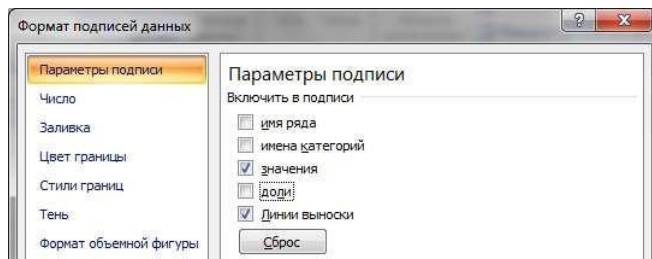 Формат подписей данных
Параметры подписи
Число
Заливка
Цвет границы
Стили границ
Тень
Формат объемной фигуры
Параметры подписи
Включить в подписи
имя ряда
имена категорий
значения
доли
Линии выноски
Сброс